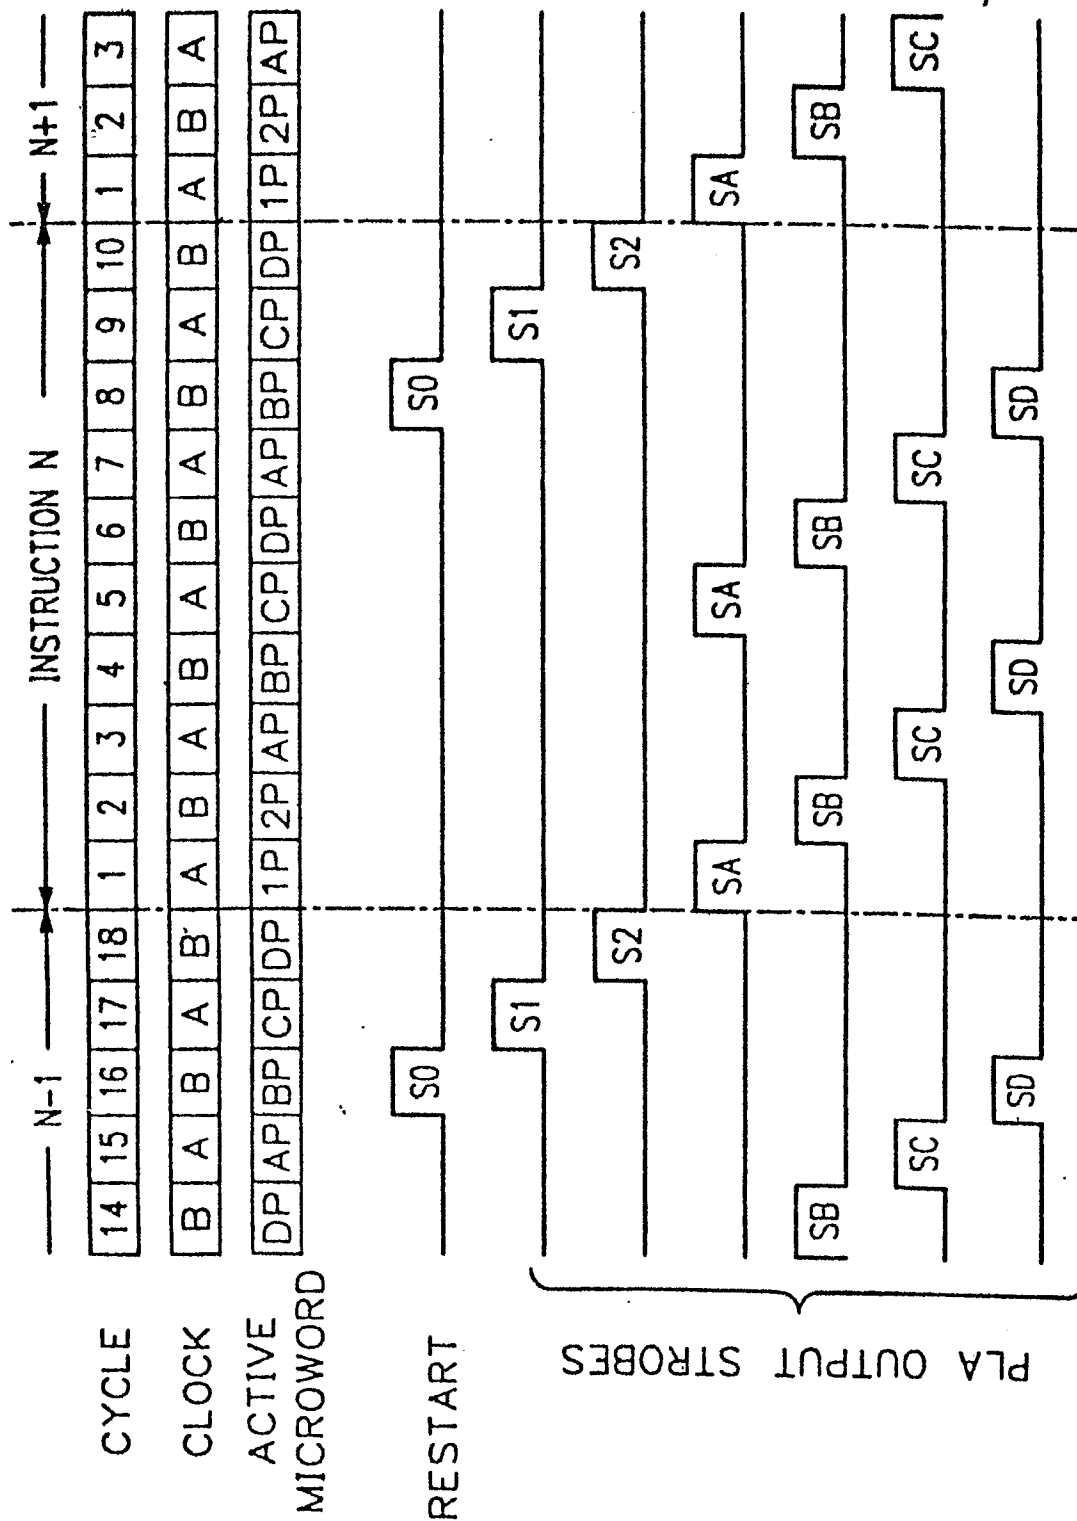 N-1 INSTRUCTION N N+1
CYCLE 14 15 16 17 18 1 2 3 4 5 6 7 8 9 10 1 2 3
CLOCK B A B A B A B A B A B A B A B A B A
ACTIVE MICROWORD DP AP BP CP DP 1P 2P AP BP CP DP AP BP CP DP 1P 2P AP
RESTART S0 S0
PLA OUTPUT STROBES
S1 S1
S2 S2
SA SA SA
SB SB SB SB
SC SC SC SC
SD SD SD